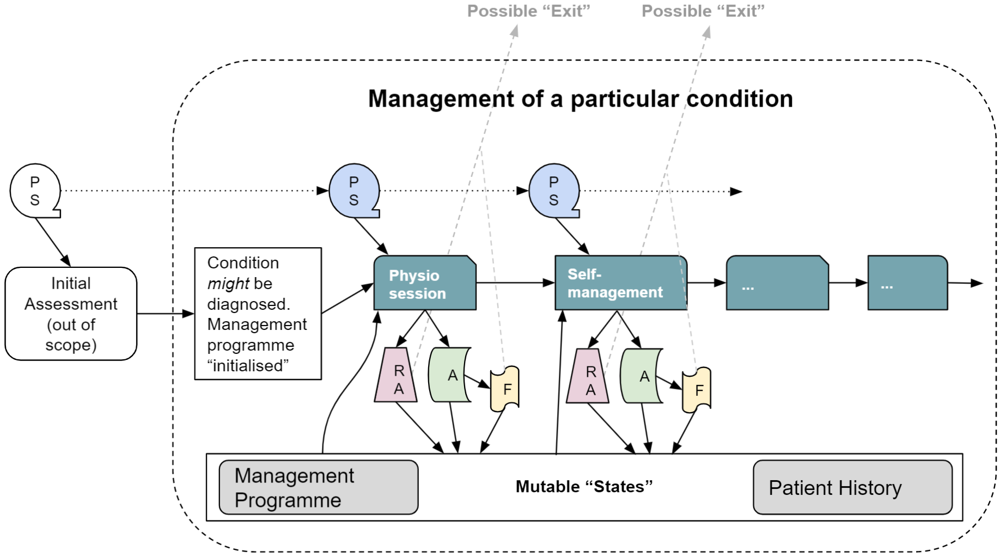 Possible “Exit”
Possible “Exit”
Management of a particular condition
P
S
P
S
P
S
Initial
Assessment
(out of
scope)
Condition
might be
diagnosed.
Management
programme
“initialised”
Physio
session
Self-
management
...
...
R
A
A
F
R
A
A
F
Management
Programme
Mutable “States”
Patient History